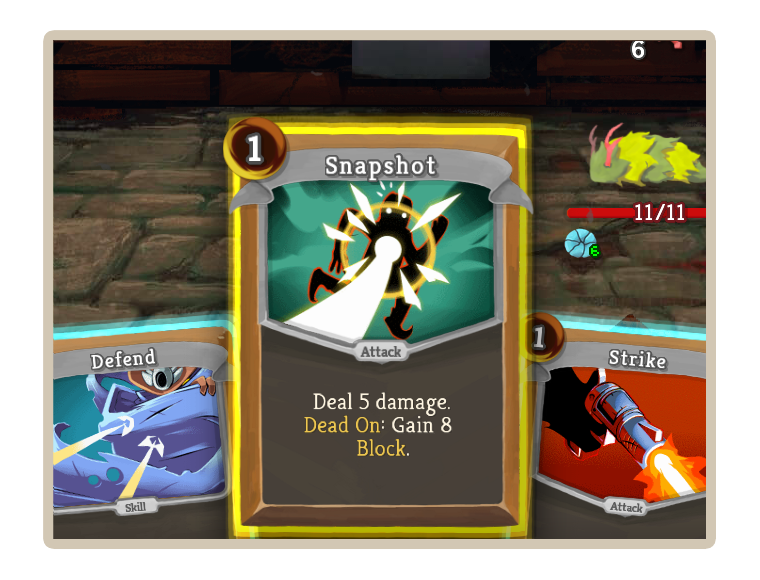 6
1
Snapshot
11/11
6
Attack
Deal 5 damage.
Dead On: Gain 8
Block.
Defend
Skill
1
Strike
Attack